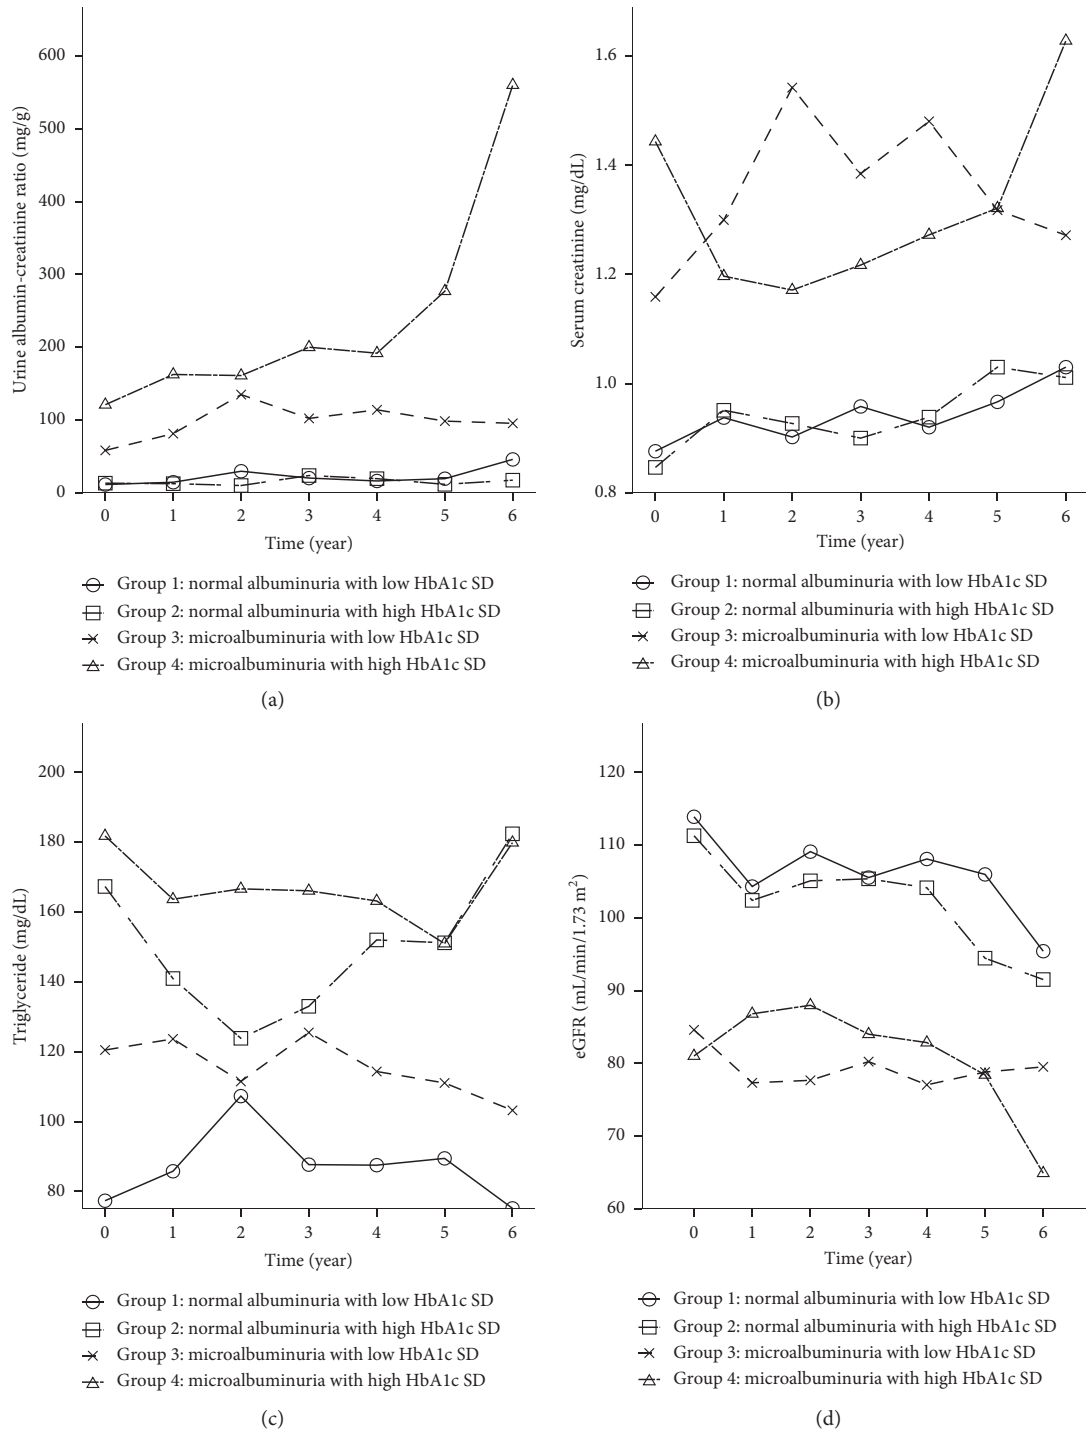 600
500
400
300
200
100
0
Urine albumin-creatinine ratio (mg/g)
0 1 2 3 4 5 6
Time (year)
Group 1: normal albuminuria with low HbA1c SD
Group 2: normal albuminuria with high HbA1c SD
Group 3: microalbuminuria with low HbA1c SD
Group 4: microalbuminuria with high HbA1c SD
(a)
1.6
1.4
1.2
1.0
0.8
Serum creatinine (mg/dL)
0 1 2 3 4 5 6
Time (year)
Group 1: normal albuminuria with low HbA1c SD
Group 2: normal albuminuria with high HbA1c SD
Group 3: microalbuminuria with low HbA1c SD
Group 4: microalbuminuria with high HbA1c SD
(b)
200
180
160
140
120
100
80
Triglyceride (mg/dL)
0 1 2 3 4 5 6
Time (year)
Group 1: normal albuminuria with low HbA1c SD
Group 2: normal albuminuria with high HbA1c SD
Group 3: microalbuminuria with low HbA1c SD
Group 4: microalbuminuria with high HbA1c SD
(c)
120
110
100
90
80
70
60
eGFR (mL/min/1.73 m²)
0 1 2 3 4 5 6
Time (year)
Group 1: normal albuminuria with low HbA1c SD
Group 2: normal albuminuria with high HbA1c SD
Group 3: microalbuminuria with low HbA1c SD
Group 4: microalbuminuria with high HbA1c SD
(d)